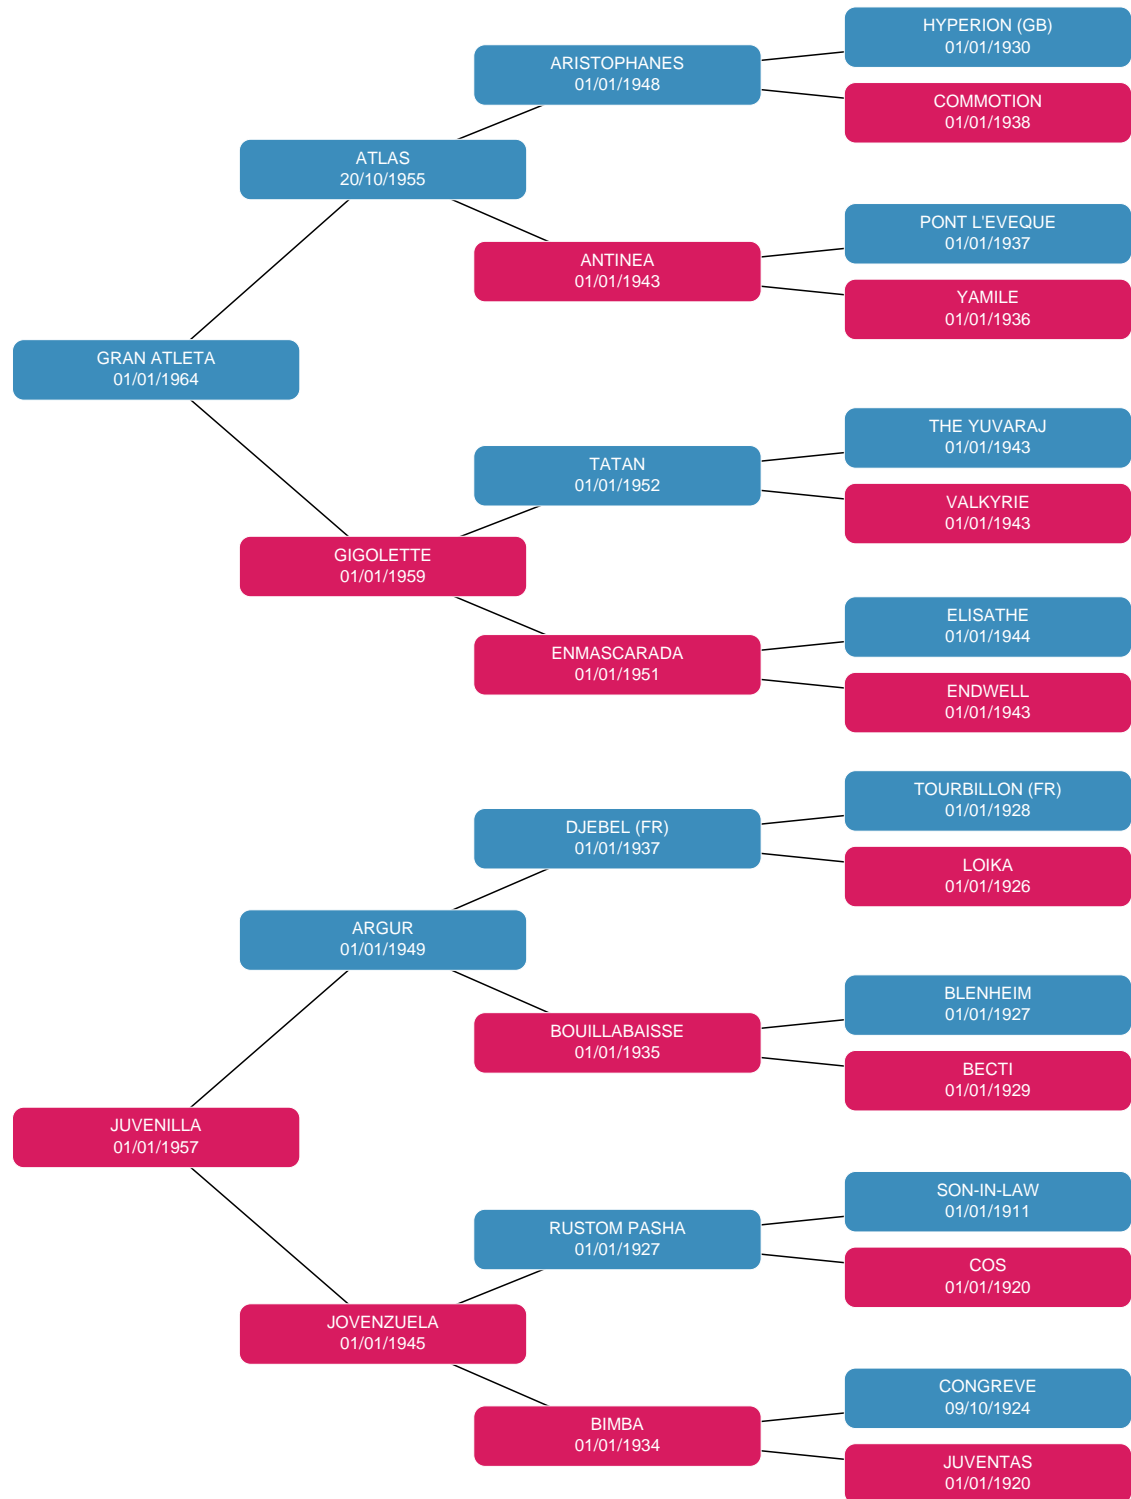 HYPERION (GB)
01/01/1930
ARISTOPHANES
01/01/1948
COMMOTION
01/01/1938
ATLAS
20/10/1955
PONT L'EVEQUE
01/01/1937
ANTINEA
01/01/1943
YAMILE
01/01/1936
GRAN ATLETA
01/01/1964
THE YUVARAJ
01/01/1943
TATAN
01/01/1952
VALKYRIE
01/01/1943
GIGOLETTE
01/01/1959
ELISATHE
01/01/1944
ENMASCARADA
01/01/1951
ENDWELL
01/01/1943
TOURBILLON (FR)
01/01/1928
DJEBEL (FR)
01/01/1937
LOIKA
01/01/1926
ARGUR
01/01/1949
BLENHEIM
01/01/1927
BOUILLABAISSE
01/01/1935
BECTI
01/01/1929
JUVENILLA
01/01/1957
SON-IN-LAW
01/01/1911
RUSTOM PASHA
01/01/1927
COS
01/01/1920
JOVENZUELA
01/01/1945
CONGREVE
09/10/1924
BIMBA
01/01/1934
JUVENTAS
01/01/1920